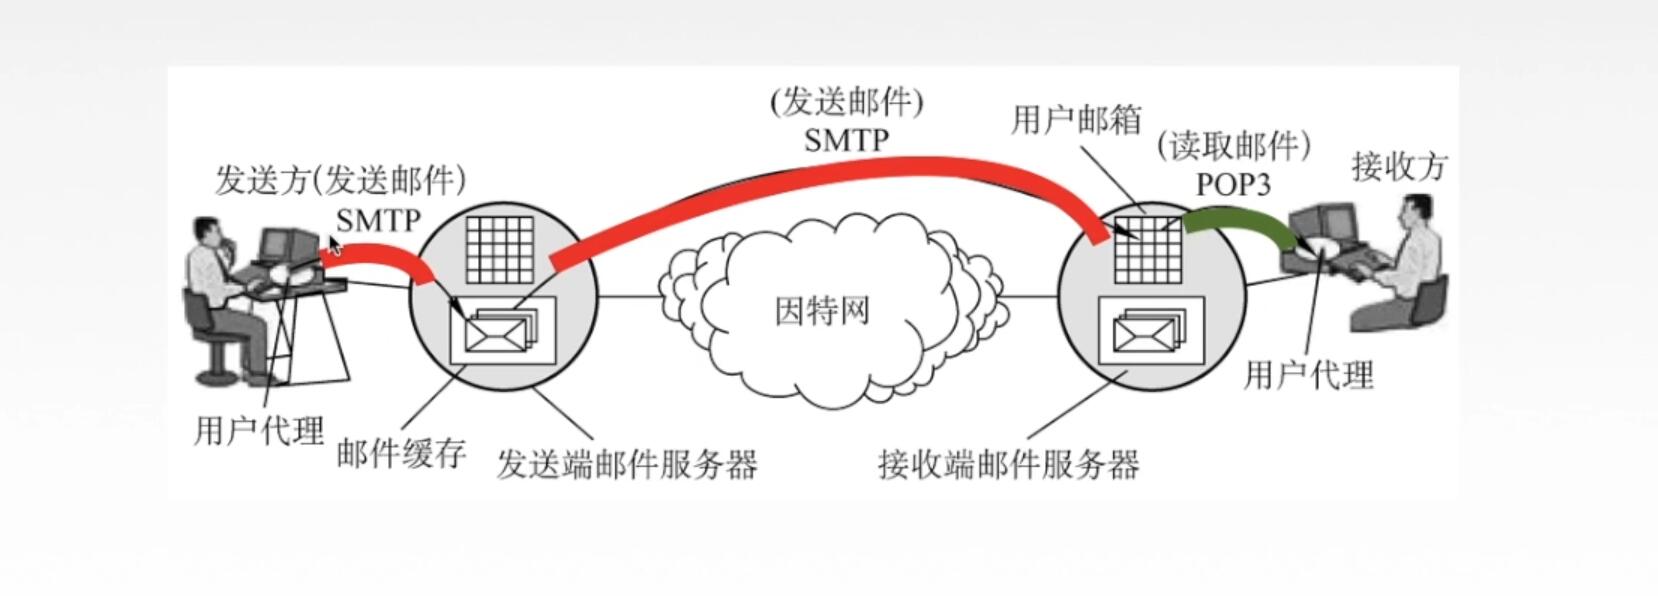 (发送邮件)
SMTP
用户邮箱
(读取邮件)
POP3
接收方
发送方(发送邮件)
SMTP
因特网
用户代理
用户代理
邮件缓存
发送端邮件服务器
接收端邮件服务器